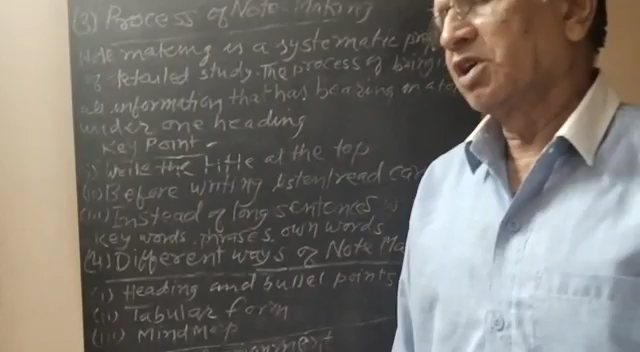 (3) Process of Note-Making
Note making is a systematic
of detailed study. The process of
all information that has bearing on a
under one heading
Key Point-
i) Write the title at the top
(ii) Before writing listen/read
(iii) Instead of long sentences
Key words, phrases, own words
(4) Different ways of Note
(i) Heading and bullet points
(ii) Tabular form
(iii) Mind Map